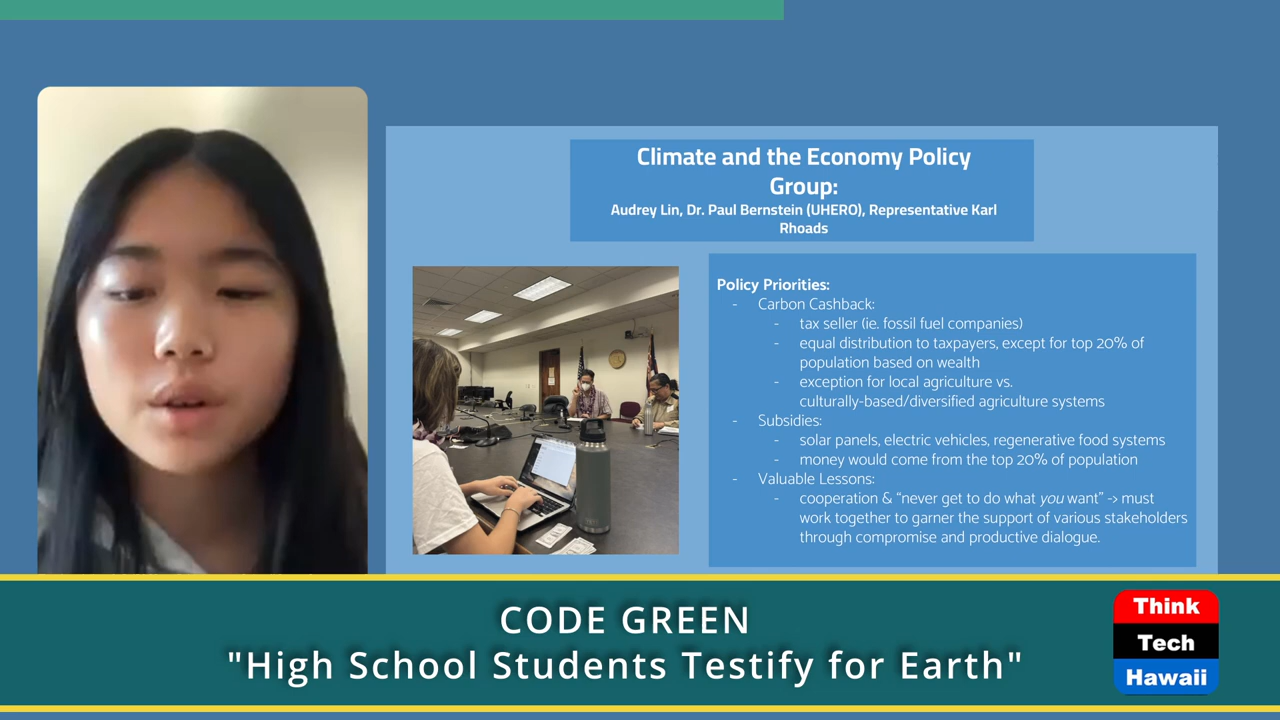 Climate and the Economy Policy
Group:
Audrey Lin, Dr. Paul Bernstein (UHERO), Representative Karl
Rhoads
Policy Priorities:
- Carbon Cashback:
- tax seller (ie. fossil fuel companies)
- equal distribution to taxpayers, except for top 20% of
population based on wealth
- exception for local agriculture vs.
culturally-based/diversified agriculture systems
- Subsidies:
- solar panels, electric vehicles, regenerative food systems
- money would come from the top 20% of population
- Valuable Lessons:
- cooperation & “never get to do what you want” -> must
work together to garner the support of various stakeholders
through compromise and productive dialogue.
CODE GREEN
"High School Students Testify for Earth"
Think
Tech
Hawaii